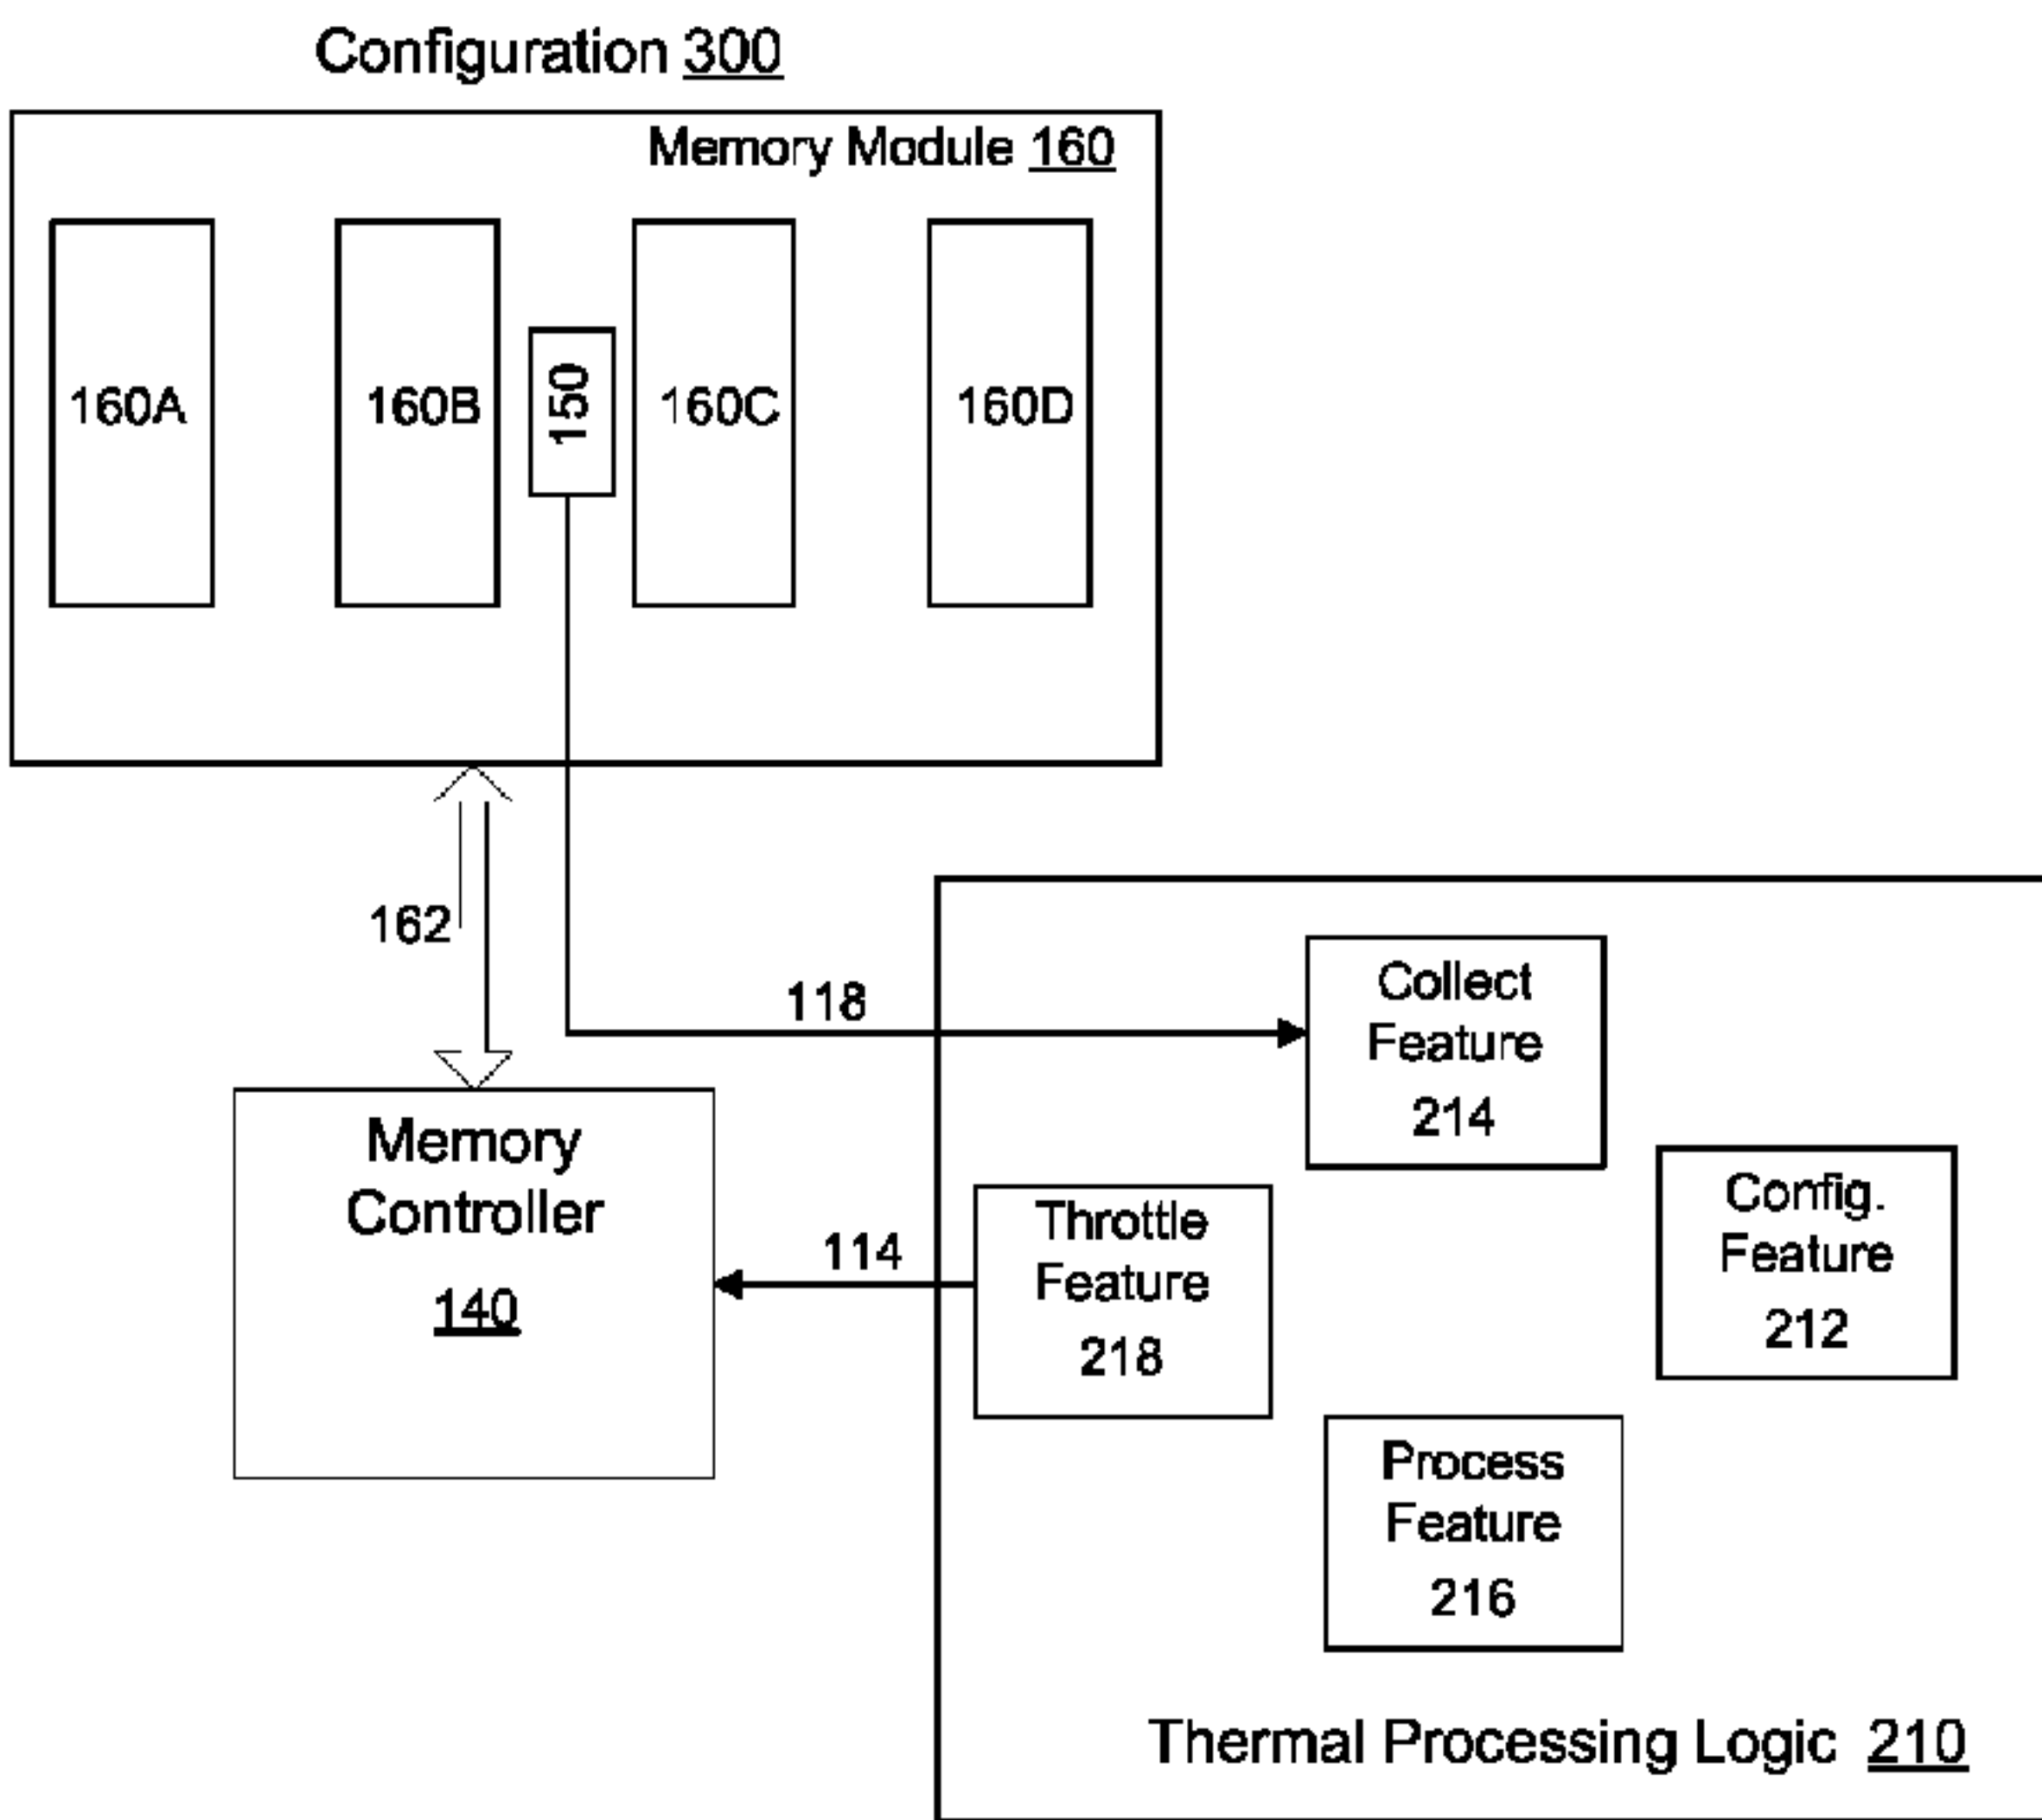 Configuration 300
Memory Module 160
160A
160B
150
160C
160D
162
118
Collect
Feature
214
Memory
Controller
140
114
Throttle
Feature
218
Config.
Feature
212
Process
Feature
216
Thermal Processing Logic 210